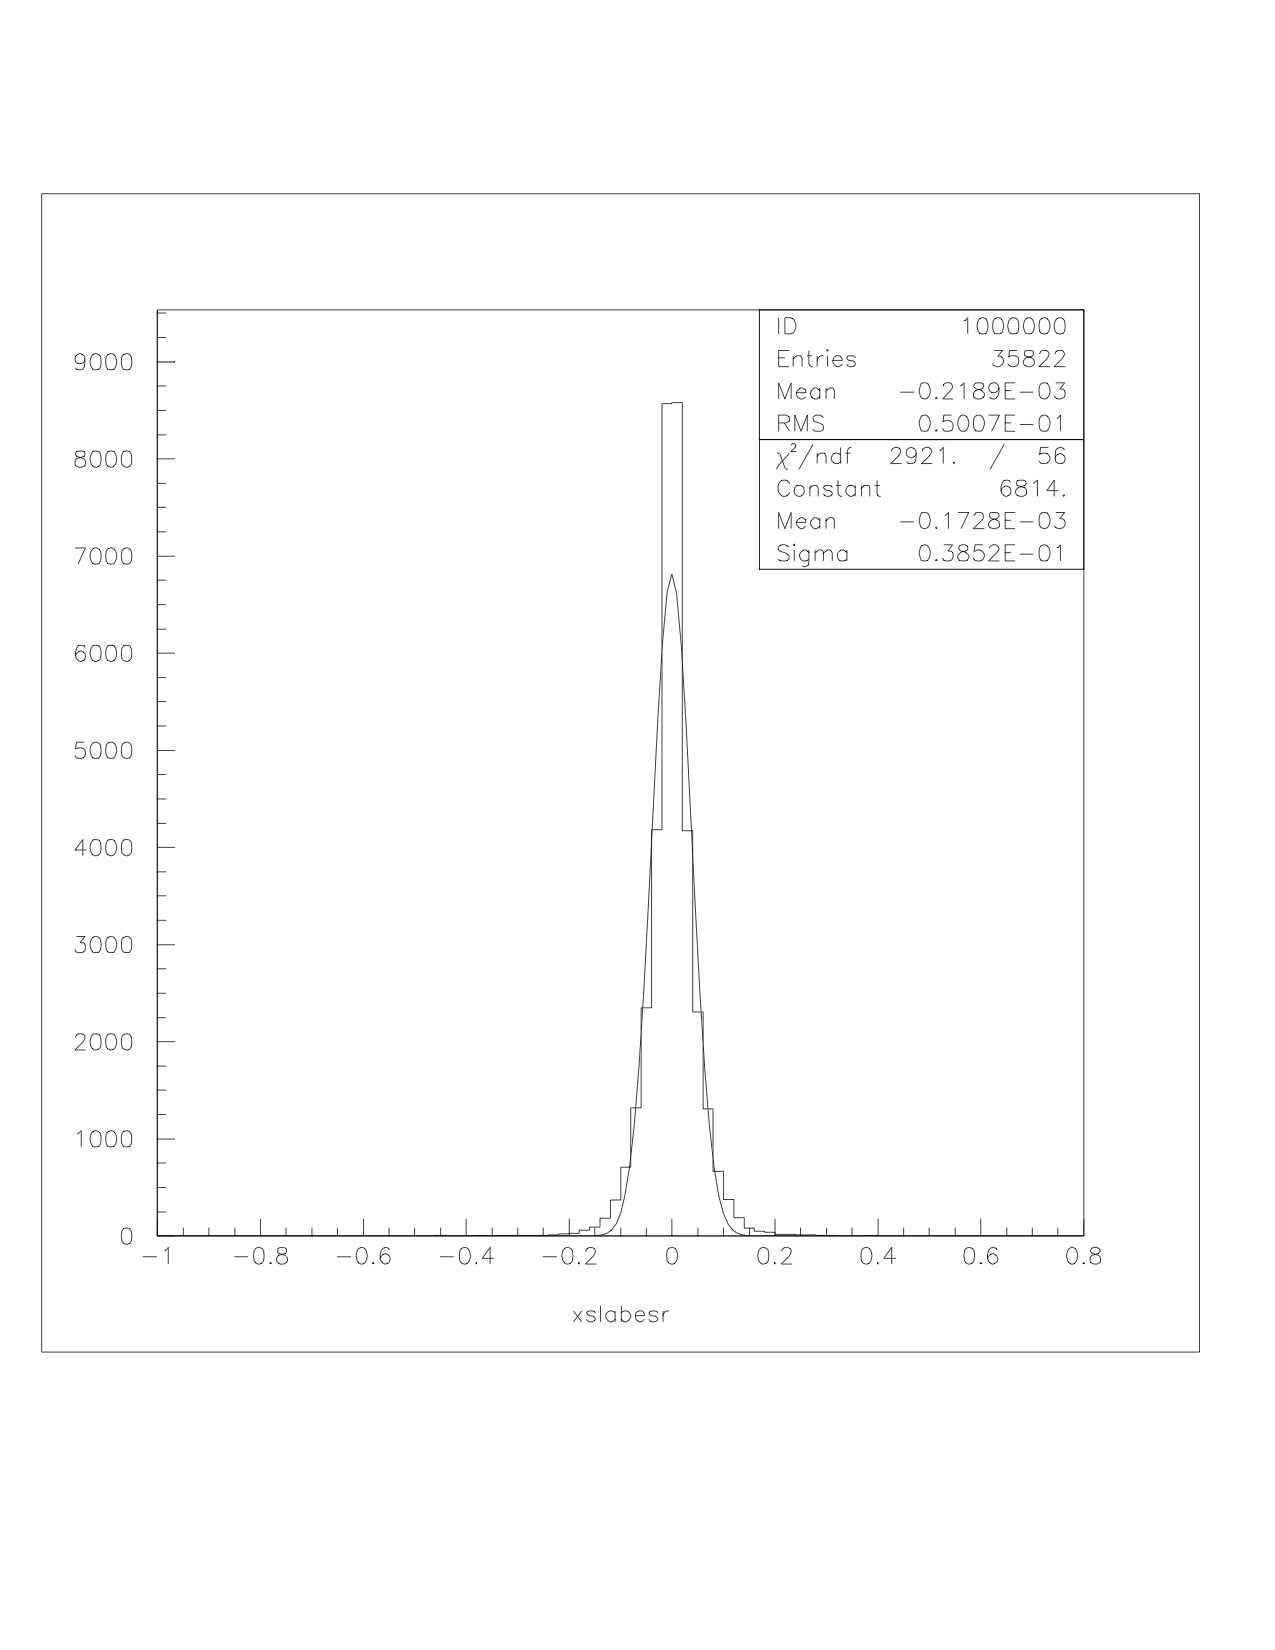 ID 1000000
Entries 35822
Mean -0.2189E-03
RMS 0.5007E-01
χ²/ndf 2921. / 56
Constant 6814.
Mean -0.1728E-03
Sigma 0.3852E-01
9000
8000
7000
6000
5000
4000
3000
2000
1000
0
-1 -0.8 -0.6 -0.4 -0.2 0 0.2 0.4 0.6 0.8
xslabesr